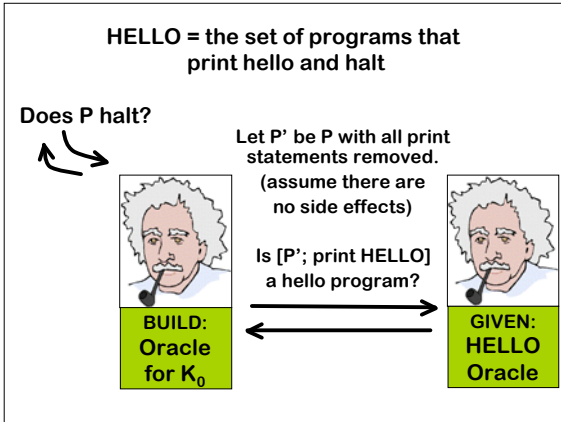 HELLO = the set of programs that
print hello and halt
Does P halt?
Let P' be P with all print
statements removed.
(assume there are
no side effects)
Is [P'; print HELLO]
a hello program?
BUILD:
Oracle
for K₀
GIVEN:
HELLO
Oracle